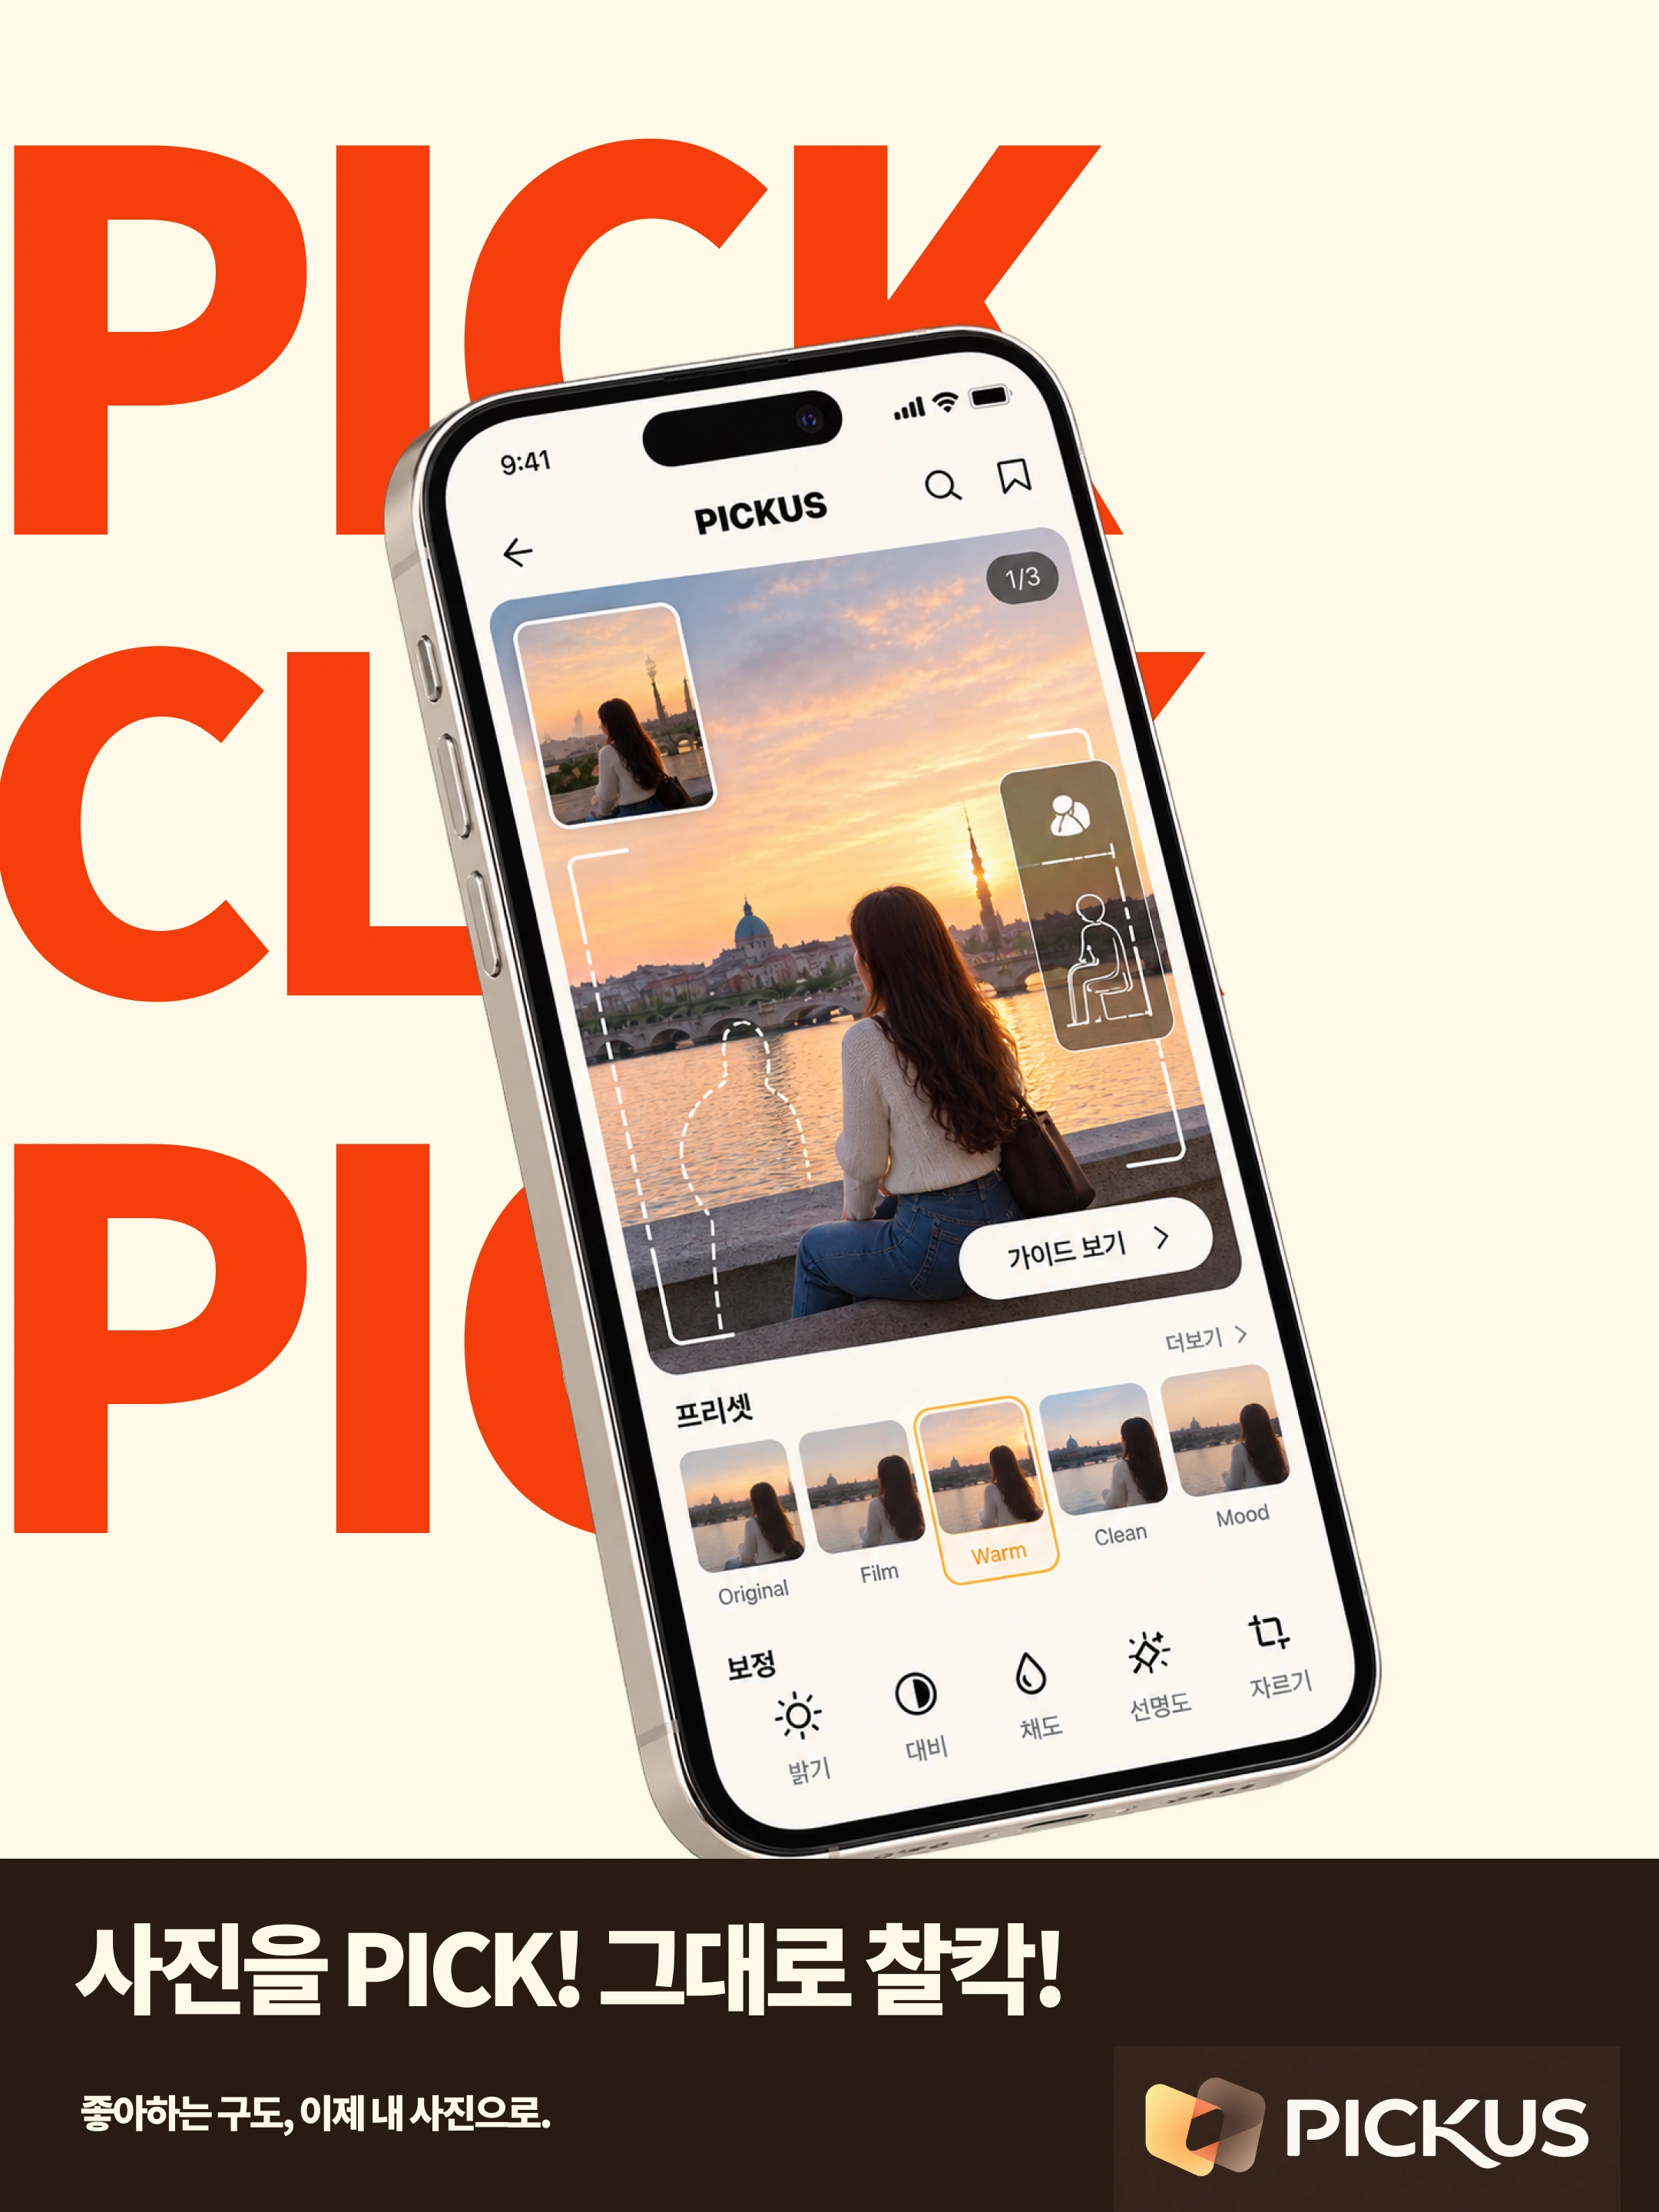 PICK
CL
PIC
9:41
PICKUS
1/3
가이드 보기
더보기
프리셋
Original
Film
Warm
Clean
Mood
보정
밝기
대비
채도
선명도
자르기
사진을 PICK! 그대로 찰칵!
좋아하는 구도, 이제 내 사진으로.
PICKUS